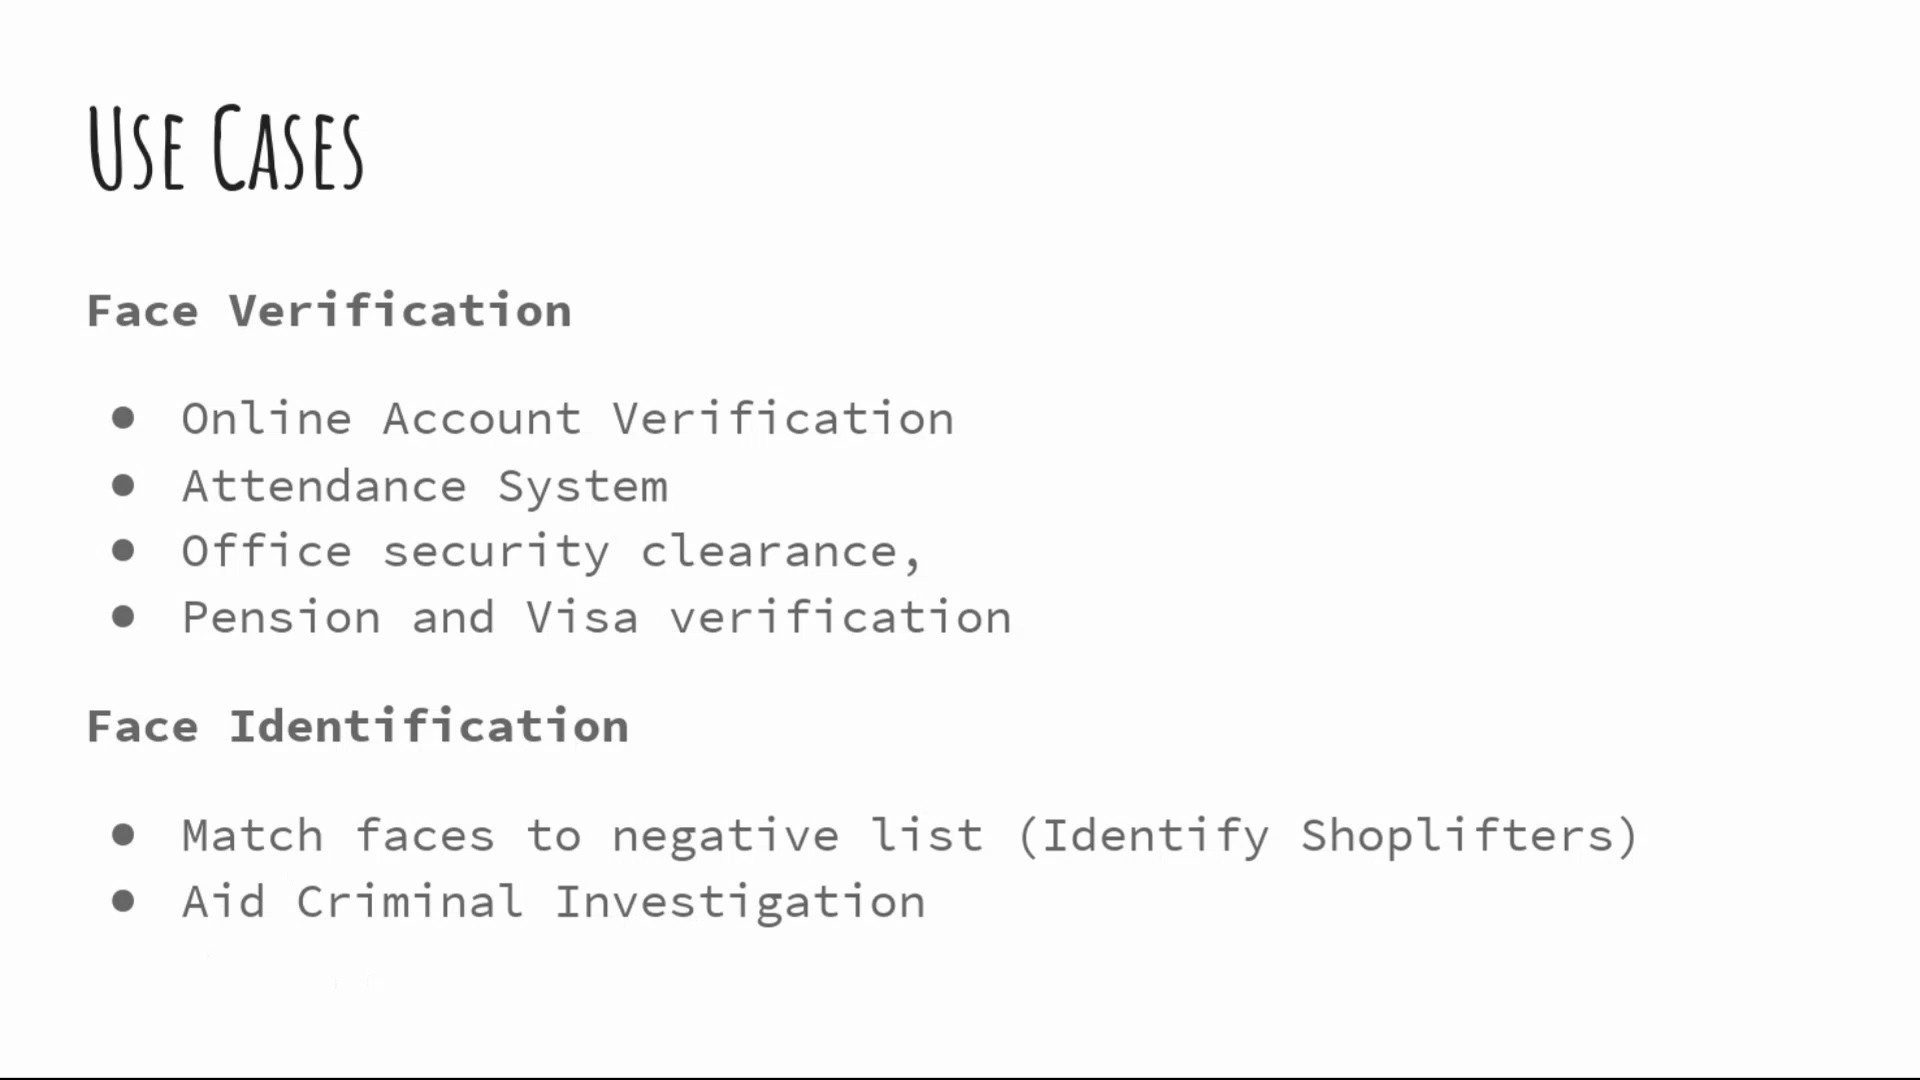 Use Cases
Face Verification
● Online Account Verification
● Attendance System
● Office security clearance,
● Pension and Visa verification
Face Identification
● Match faces to negative list (Identify Shoplifters)
● Aid Criminal Investigation